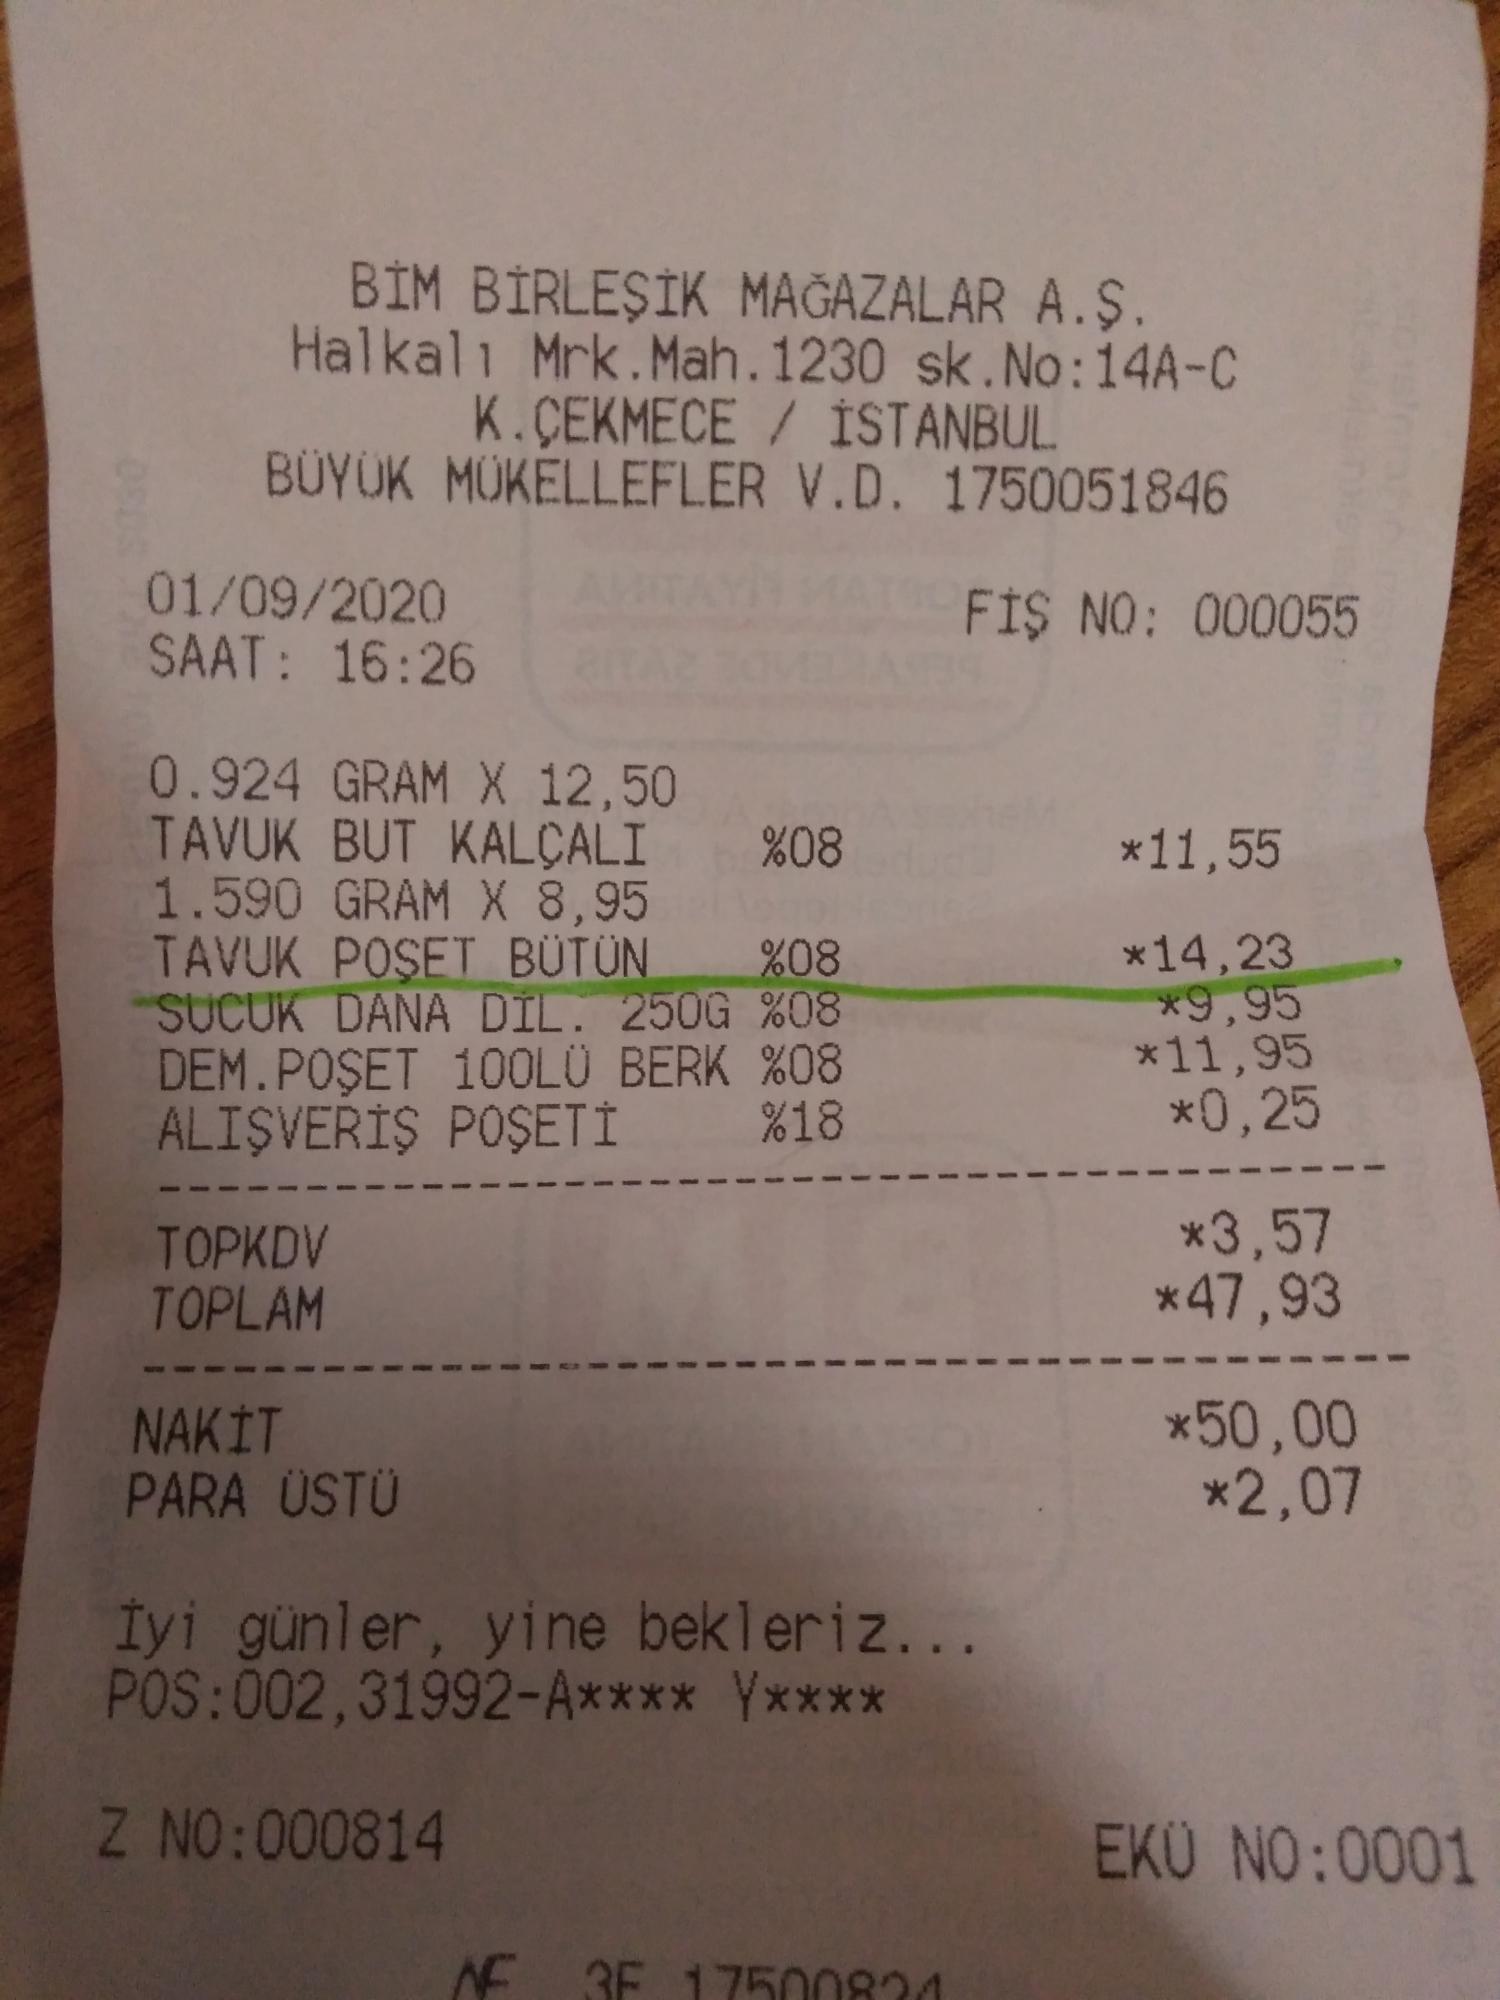 BİM BİRLEŞİK MAĞAZALAR A.Ş.
Halkalı Mrk.Mah.1230 sk.No:14A-C
K.ÇEKMECE / İSTANBUL
BÜYÜK MÜKELLEFLER V.D. 1750051846
01/09/2020 FİŞ NO: 000055
SAAT: 16:26
0.924 GRAM X 12,50
TAVUK BUT KALÇALI %08 *11,55
1.590 GRAM X 8,95
TAVUK POŞET BÜTÜN %08 *14,23
SUCUK DANA DİL. 250G %08 *9,95
DEM.POŞET 100LÜ BERK %08 *11,95
ALIŞVERİŞ POŞETİ %18 *0,25
TOPKDV *3,57
TOPLAM *47,93
NAKİT *50,00
PARA ÜSTÜ *2,07
İyi günler, yine bekleriz...
POS:002,31992-A**** Y****
Z NO:000814 EKÜ NO:0001
3E 17500824